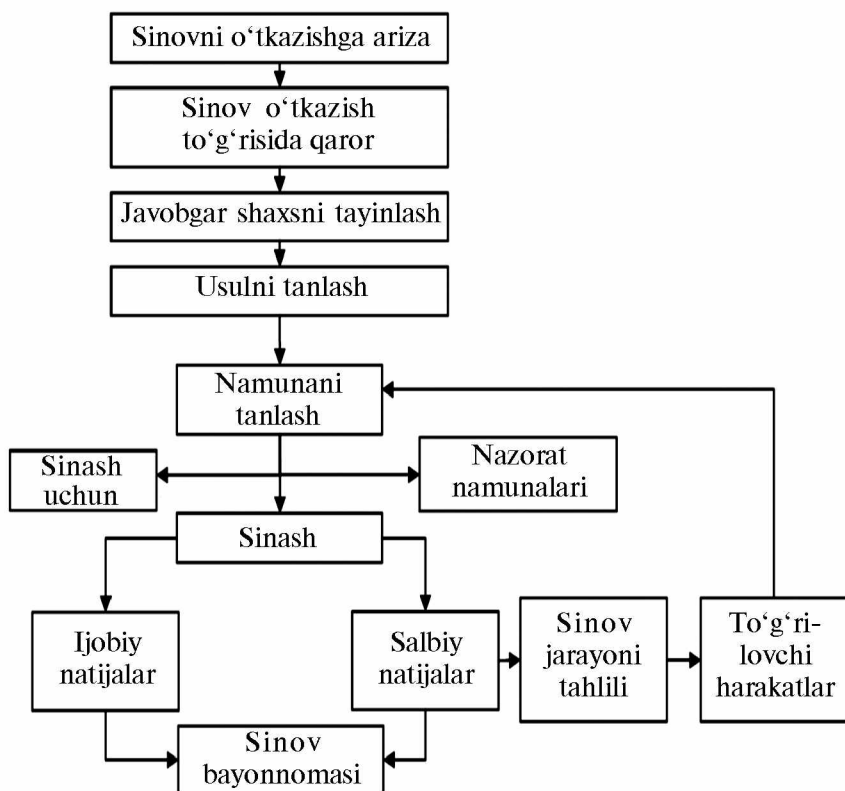 Sinovni o‘tkazishga ariza
Sinov o‘tkazish
to‘g‘risida qaror
Javobgar shaxsni tayinlash
Usulni tanlash
Namunani
tanlash
Sinash
uchun
Nazorat
namunalari
Sinash
Ijobiy
natijalar
Salbiy
natijalar
Sinov
jarayoni
tahlili
To‘g‘ri-
lovchi
harakatlar
Sinov
bayonnomasi